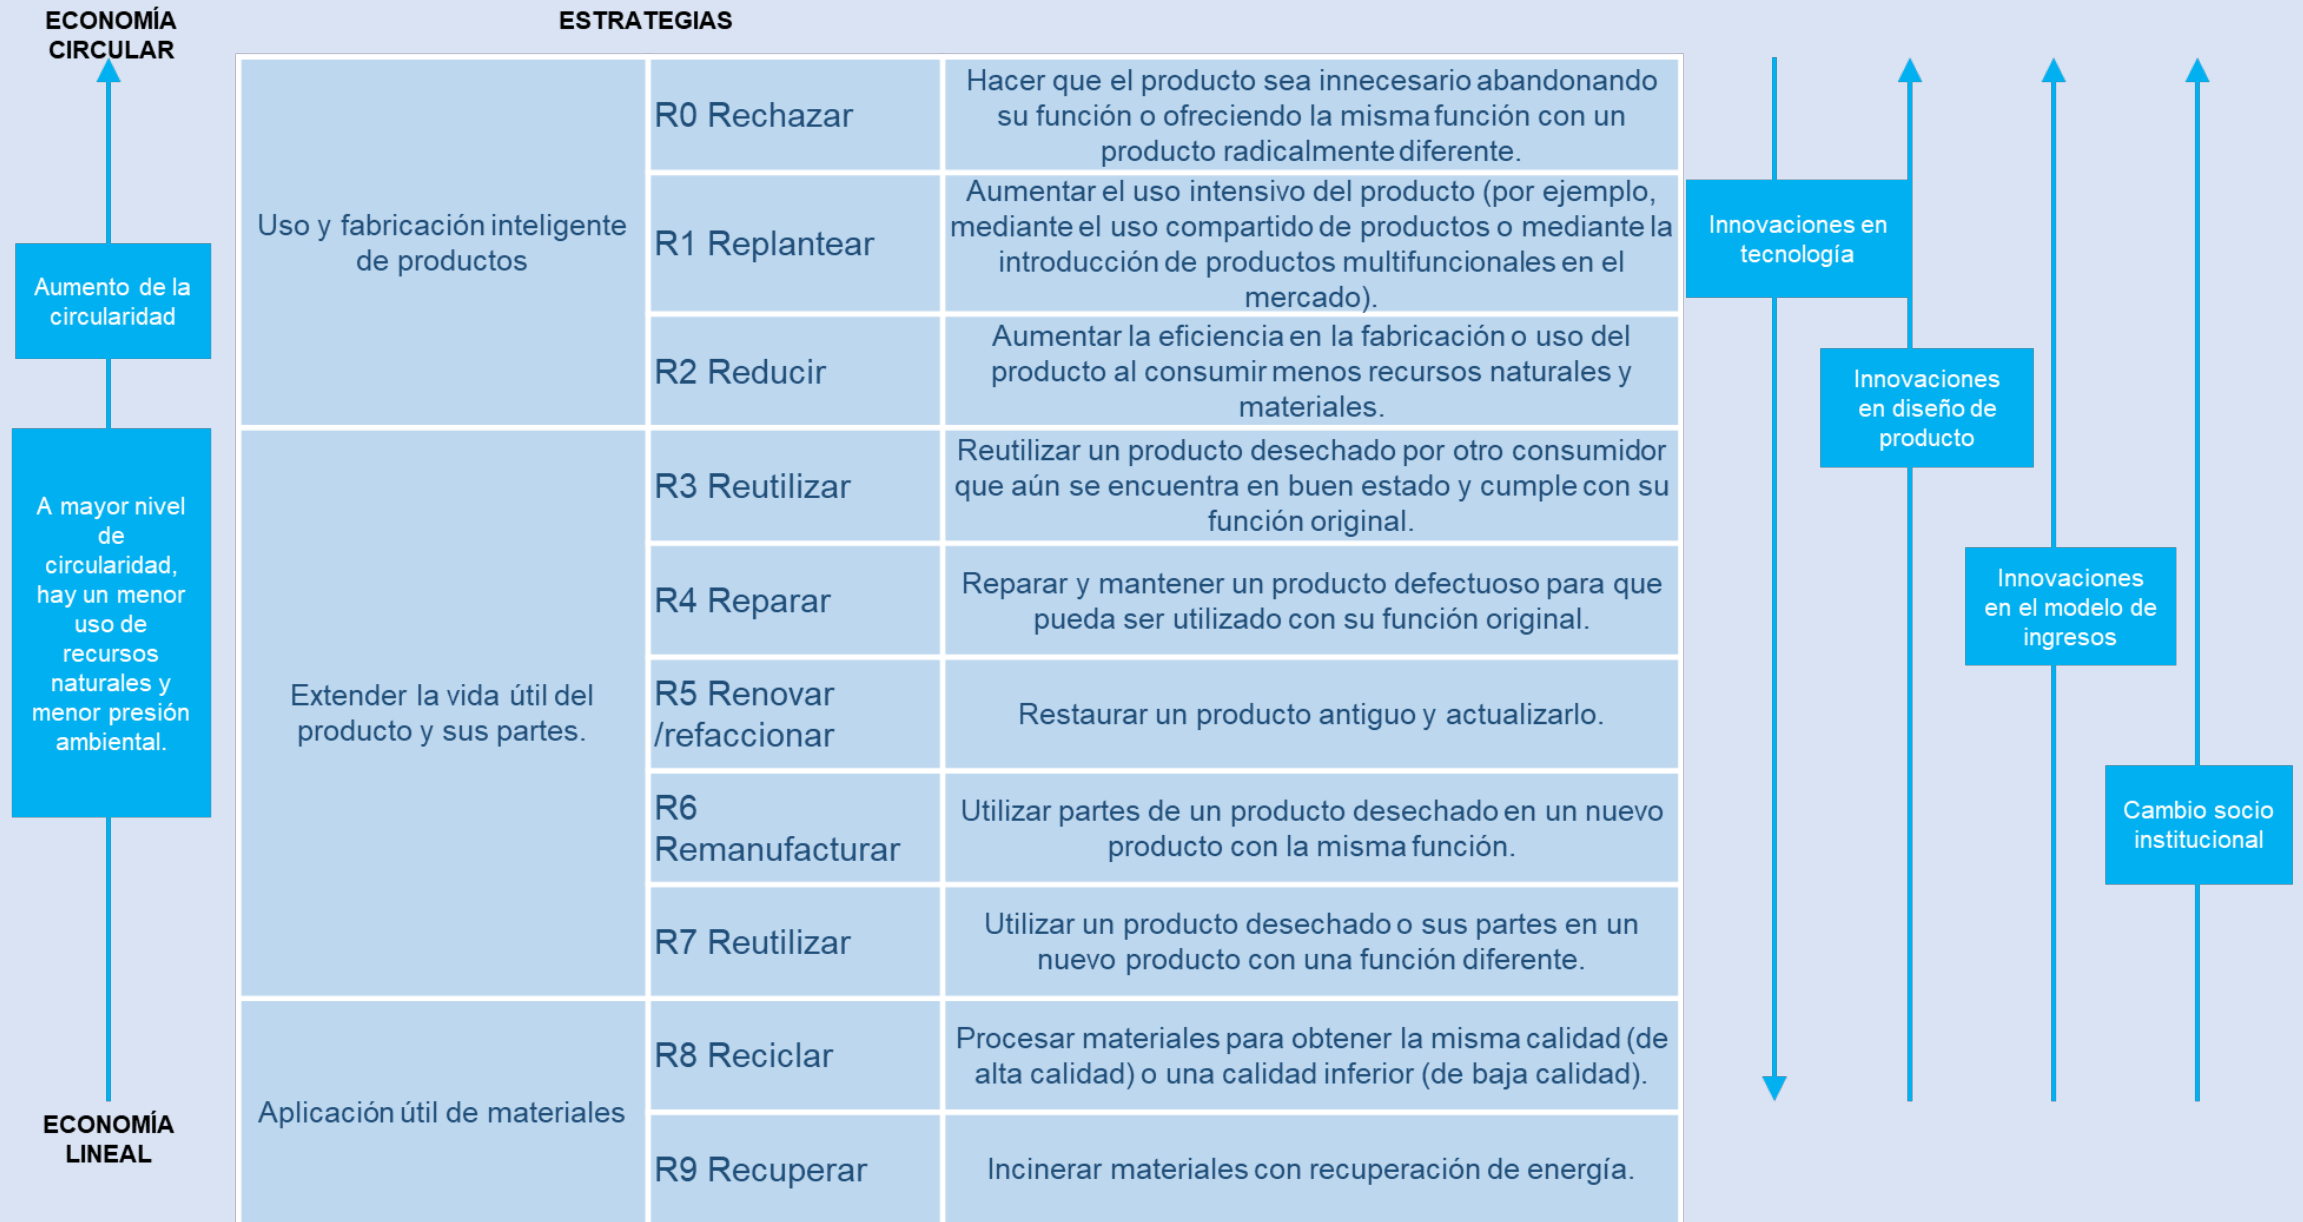 ECONOMÍA
CIRCULAR
ESTRATEGIAS
Aumento de la
circularidad
A mayor nivel
de
circularidad,
hay un menor
uso de
recursos
naturales y
menor presión
ambiental.
ECONOMÍA
LINEAL
Uso y fabricación inteligente
de productos
R0 Rechazar
Hacer que el producto sea innecesario abandonando
su función o ofreciendo la misma función con un
producto radicalmente diferente.
R1 Replantear
Aumentar el uso intensivo del producto (por ejemplo,
mediante el uso compartido de productos o mediante la
introducción de productos multifuncionales en el
mercado).
R2 Reducir
Aumentar la eficiencia en la fabricación o uso del
producto al consumir menos recursos naturales y
materiales.
Extender la vida útil del
producto y sus partes.
R3 Reutilizar
Reutilizar un producto desechado por otro consumidor
que aún se encuentra en buen estado y cumple con su
función original.
R4 Reparar
Reparar y mantener un producto defectuoso para que
pueda ser utilizado con su función original.
R5 Renovar
/refaccionar
Restaurar un producto antiguo y actualizarlo.
R6
Remanufacturar
Utilizar partes de un producto desechado en un nuevo
producto con la misma función.
R7 Reutilizar
Utilizar un producto desechado o sus partes en un
nuevo producto con una función diferente.
Aplicación útil de materiales
R8 Reciclar
Procesar materiales para obtener la misma calidad (de
alta calidad) o una calidad inferior (de baja calidad).
R9 Recuperar
Incinerar materiales con recuperación de energía.
Innovaciones en
tecnología
Innovaciones
en diseño de
producto
Innovaciones
en el modelo de
ingresos
Cambio socio
institucional